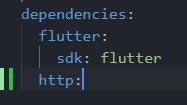 dependencies:
  flutter:
    sdk: flutter
  http: